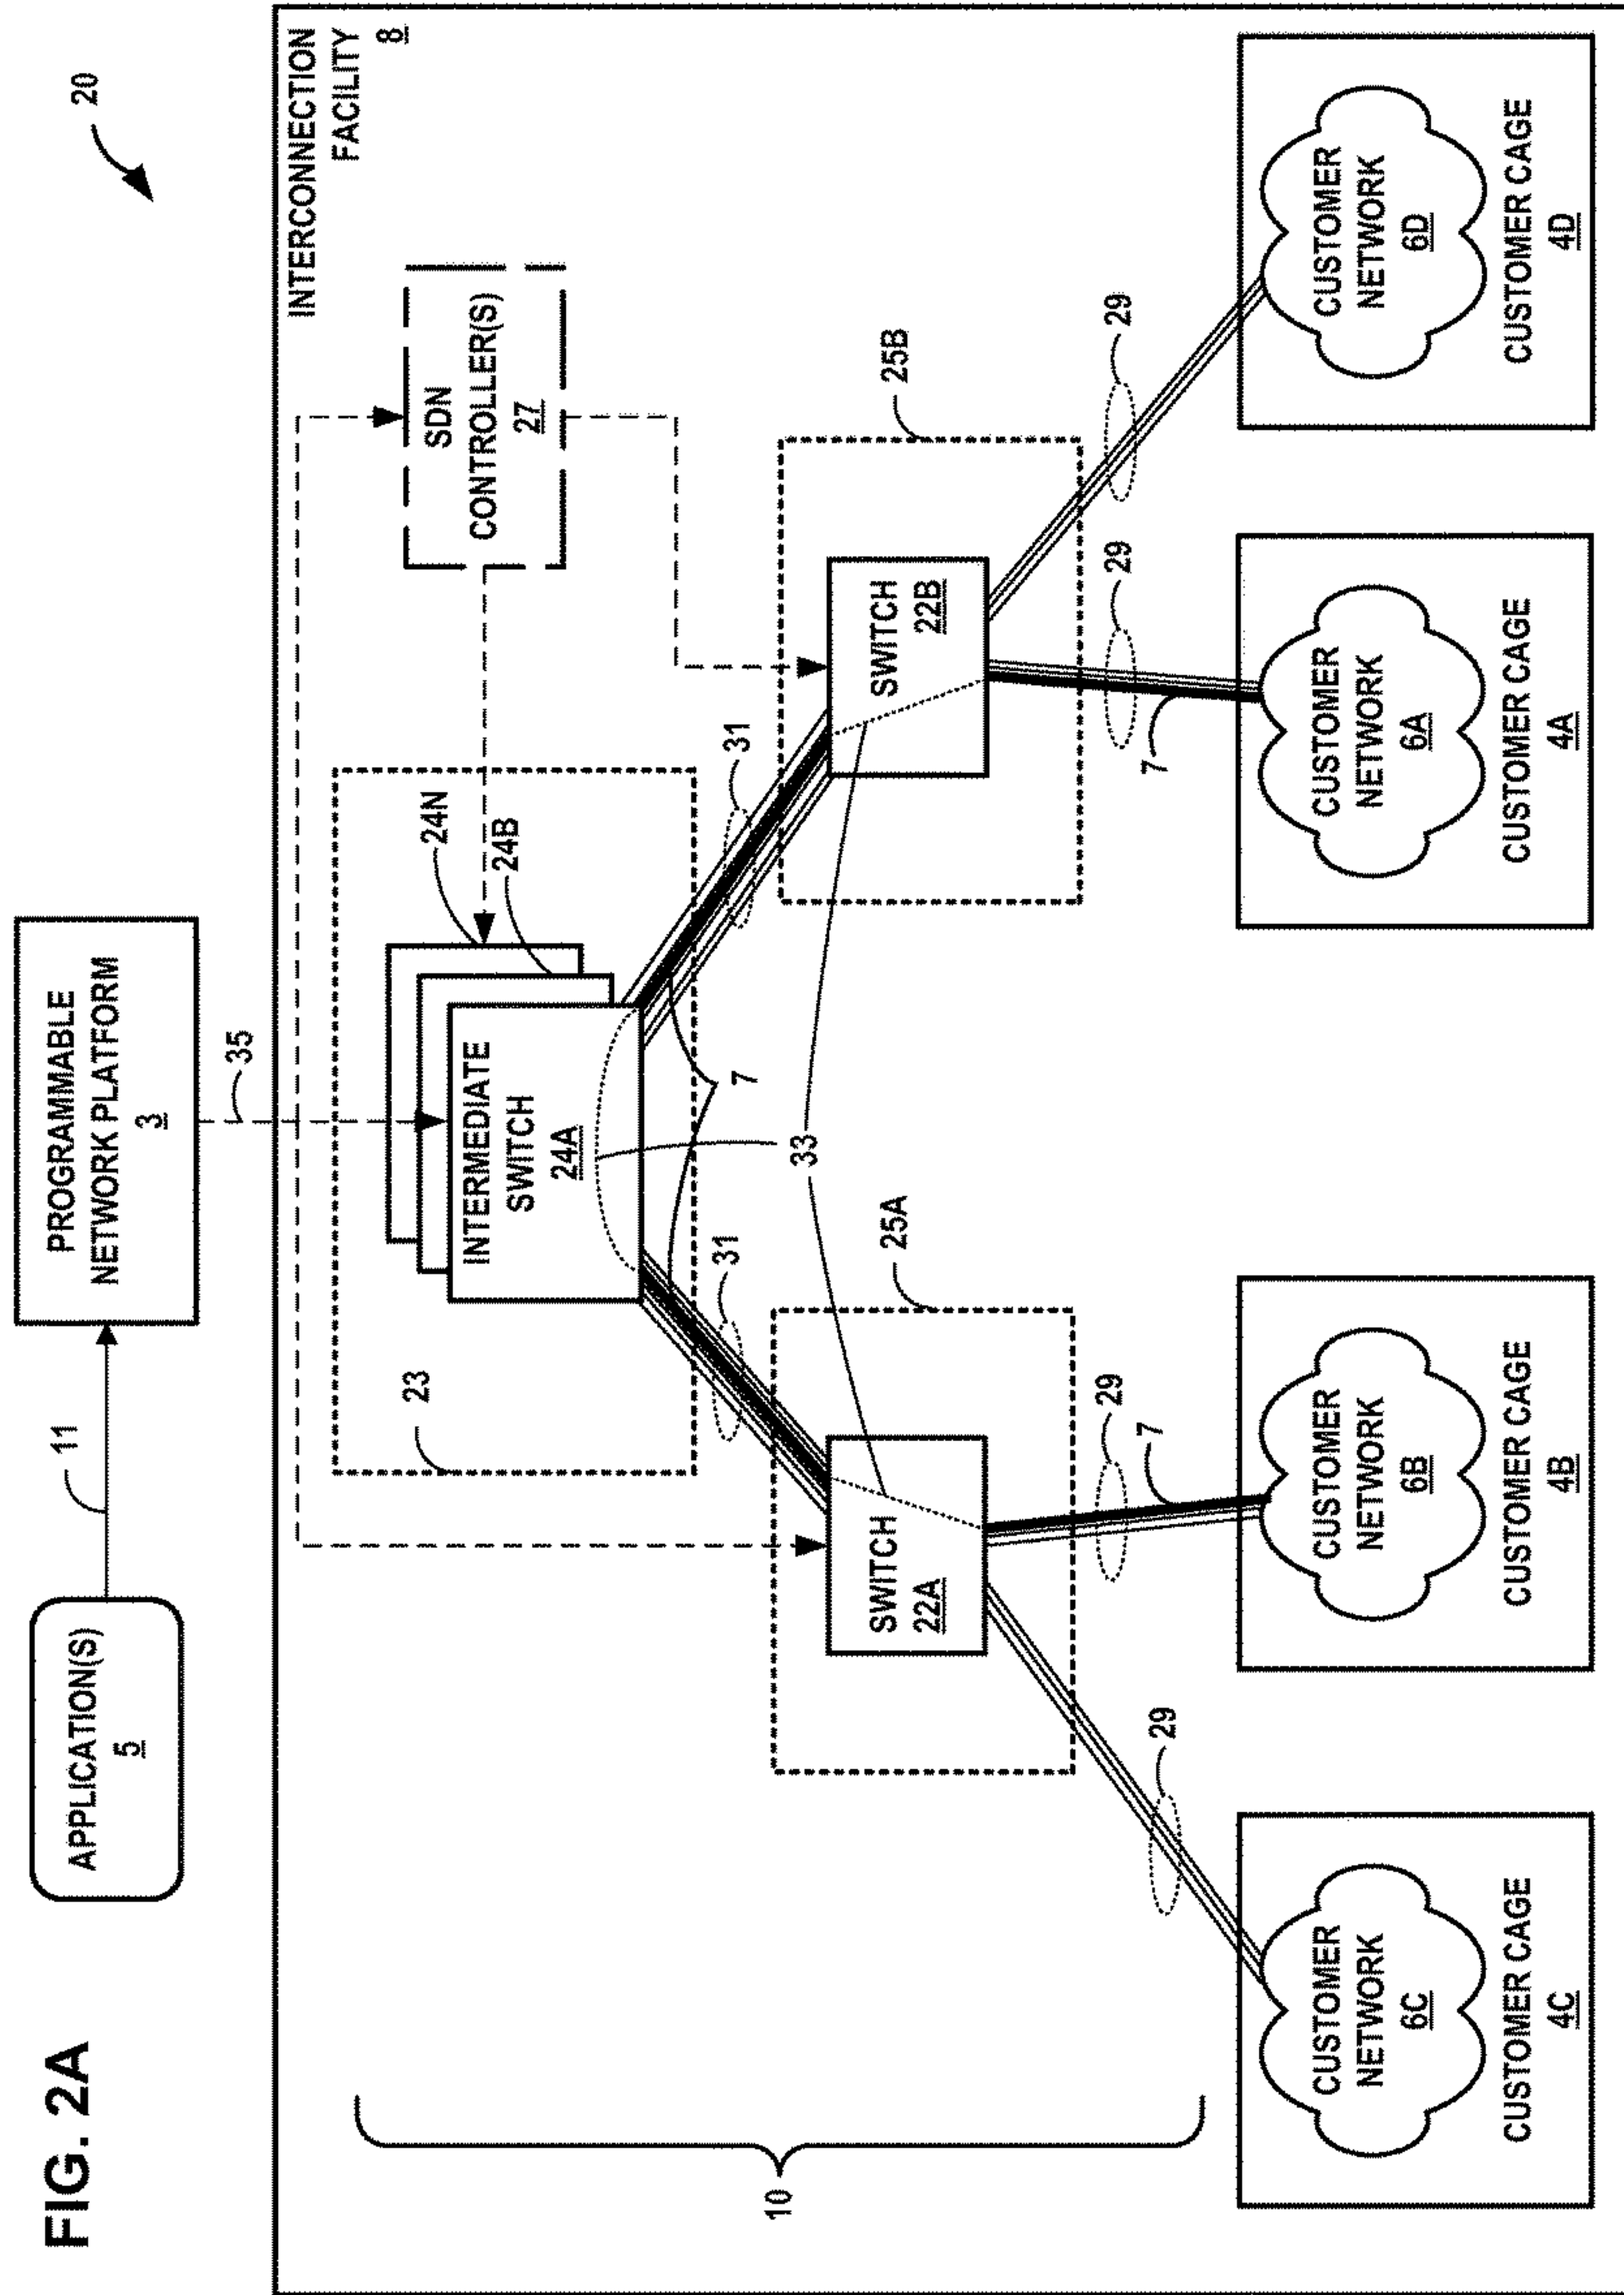 FIG. 2A
APPLICATION(S)
5
11
PROGRAMMABLE
NETWORK PLATFORM
3
35
20
INTERCONNECTION
FACILITY
8
23
INTERMEDIATE
SWITCH
24A
24B
24N
SDN
CONTROLLER(S)
27
31
7
31
33
10
25A
SWITCH
22A
25B
SWITCH
22B
29
29
7
29
7
29
CUSTOMER
NETWORK
6C
CUSTOMER CAGE
4C
CUSTOMER
NETWORK
6B
CUSTOMER CAGE
4B
CUSTOMER
NETWORK
6A
CUSTOMER CAGE
4A
CUSTOMER
NETWORK
6D
CUSTOMER CAGE
4D